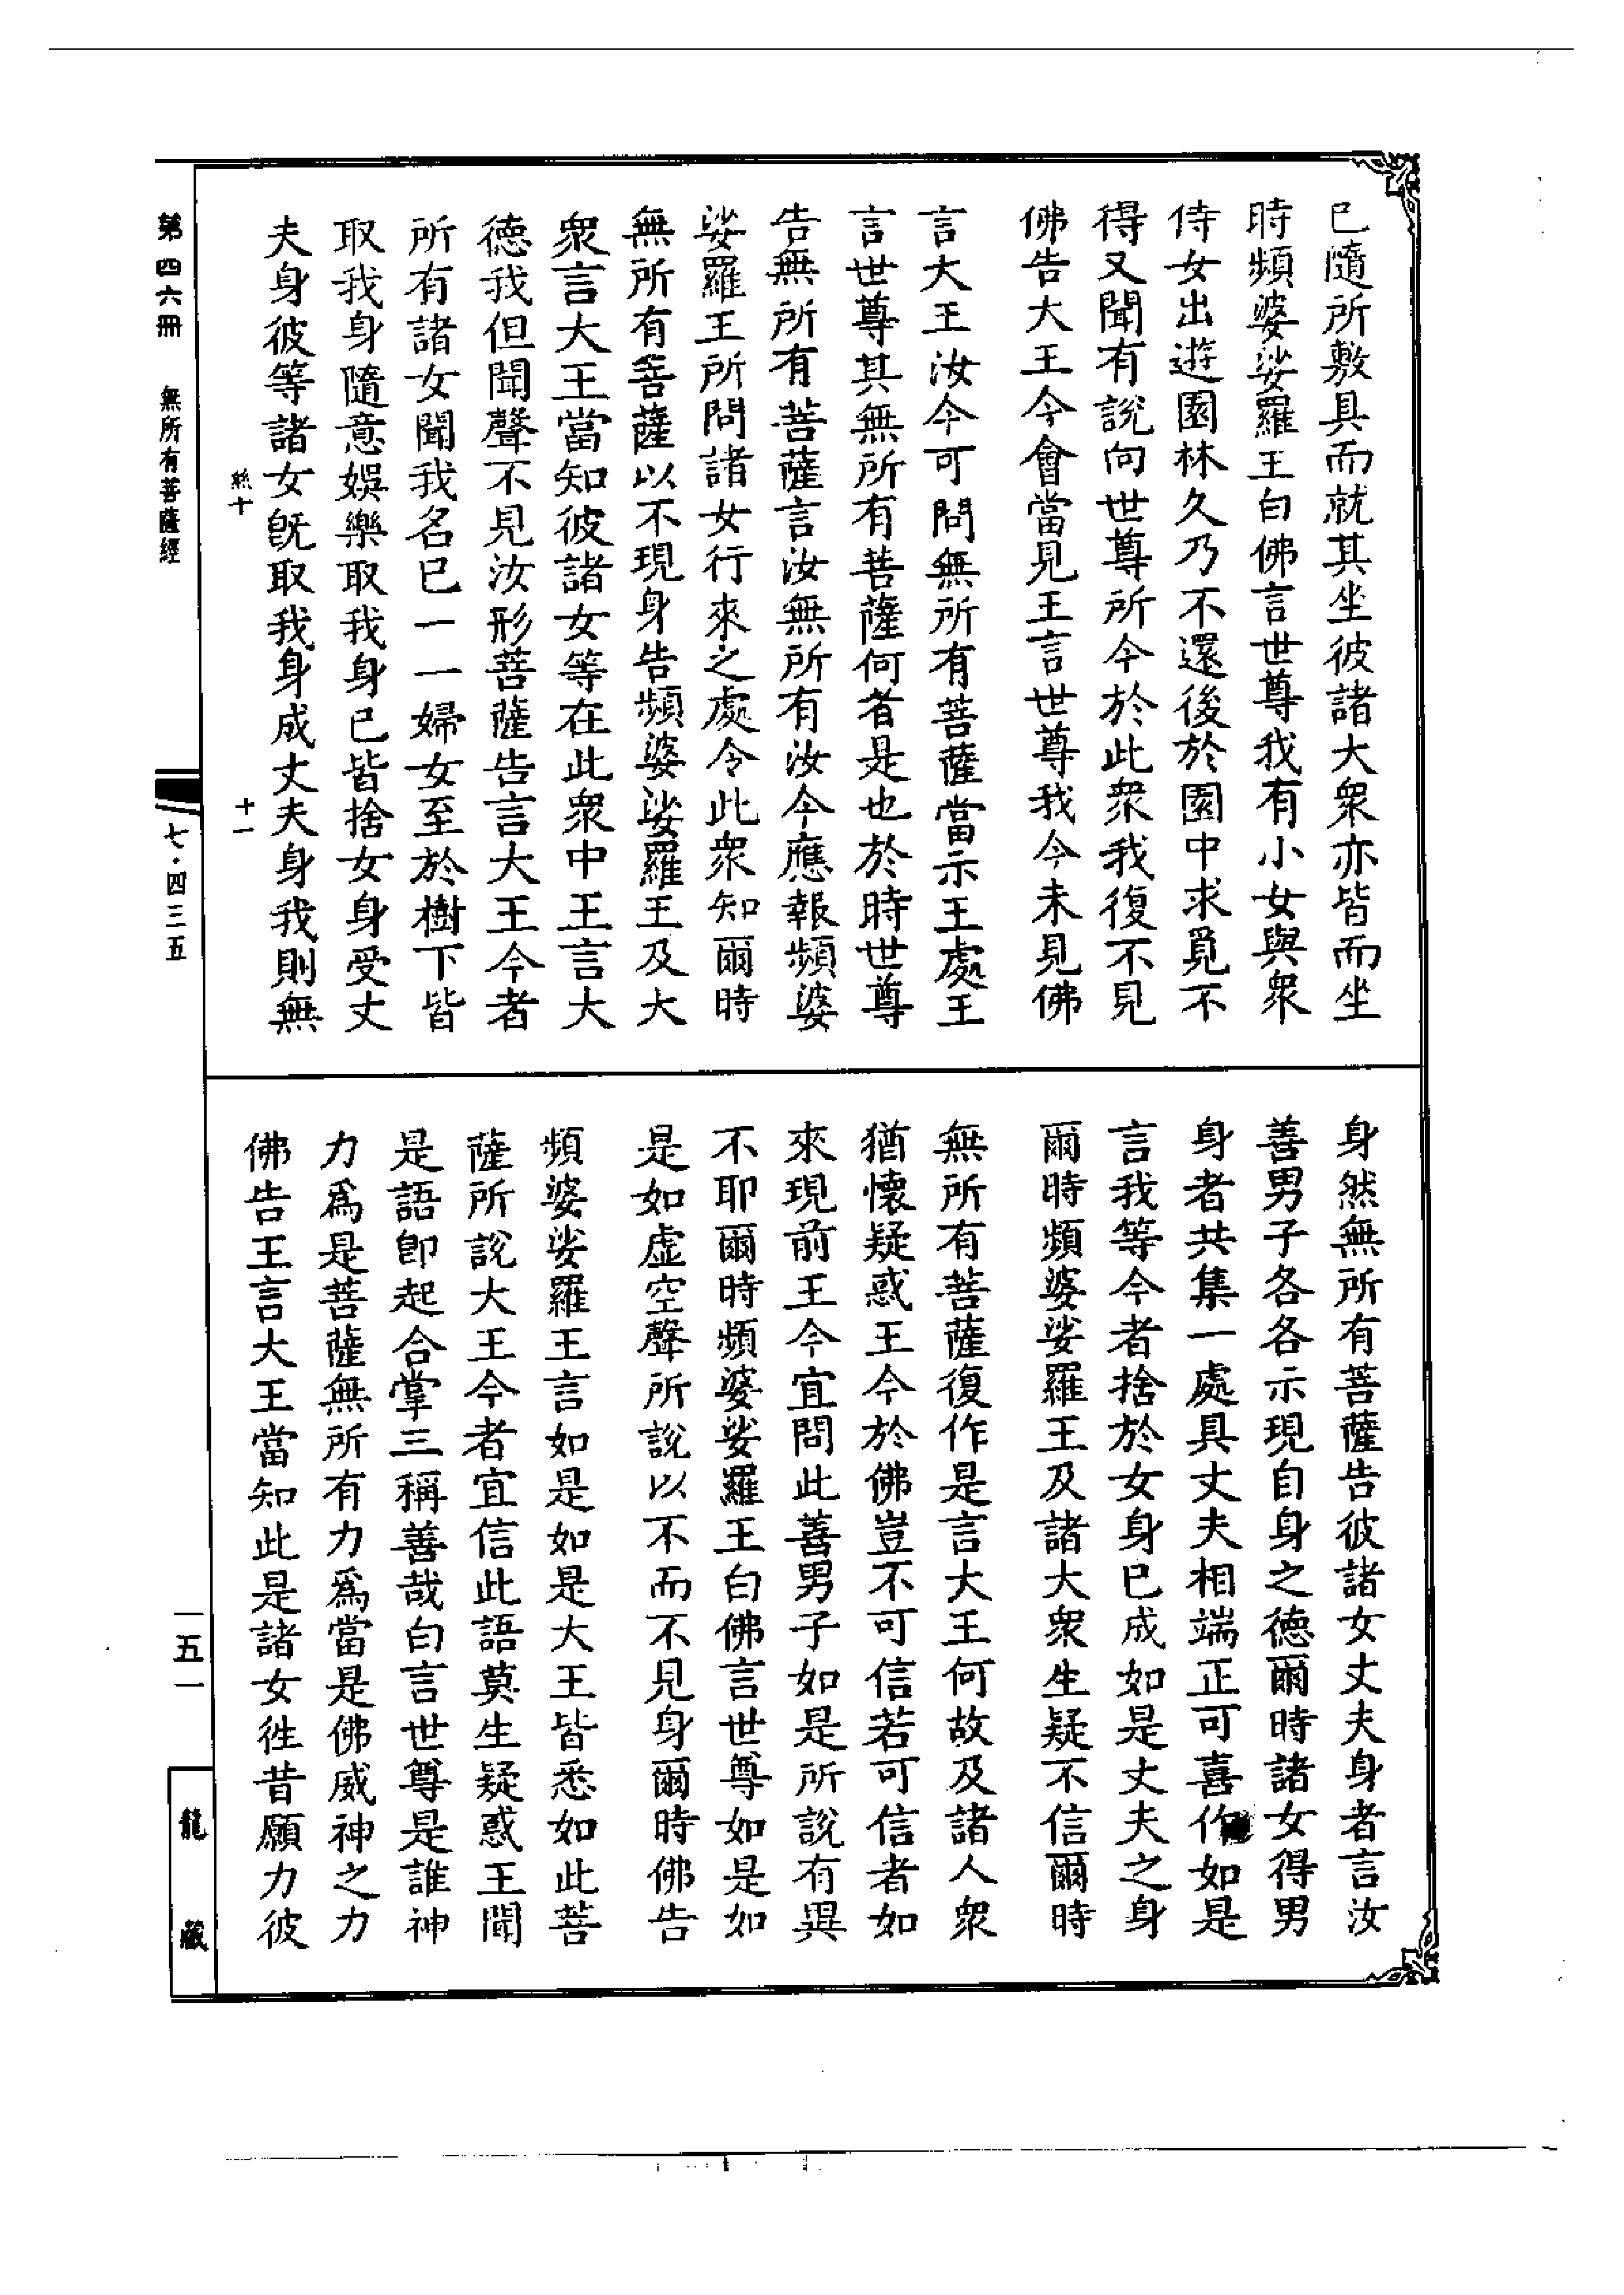 已隨所敷具而就其坐彼諸大衆亦皆而坐
時頻婆娑羅王白佛言世尊我有小女與衆
侍女出遊園林久乃不還後於園中求覓不
得又聞有說向世尊所今於此衆我復不見
佛告大王今會當見王言世尊我今未見佛
言大王汝今可問無所有菩薩當示王處王
言世尊其無所有菩薩何者是也於時世尊
告無所有菩薩言汝無所有汝今應報頻婆
娑羅王所問諸女行來之處令此衆知爾時
無所有菩薩以不現身告頻婆娑羅王及大
衆言大王當知彼諸女等在此衆中王言大
德我但聞聲不見汝形菩薩告言大王今者
所有諸女聞我名已一一婦女至於樹下皆
取我身隨意娛樂取我身已皆捨女身受丈
夫身彼等諸女旣取我身成丈夫身我則無
絲十 十一
身然無所有菩薩告彼諸女丈夫身者言汝
善男子各各示現自身之德爾時諸女得男
身者共集一處具丈夫相端正可喜作如是
言我等今者捨於女身已成如是丈夫之身
爾時頻婆娑羅王及諸大衆生疑不信爾時
無所有菩薩復作是言大王何故及諸人衆
猶懷疑惑王今於佛豈不可信若可信者如
來現前王今宜問此善男子如是所說有異
不耶爾時頻婆娑羅王白佛言世尊如是如
是如虛空聲所說以不而不見身爾時佛告
頻婆娑羅王言如是如是大王皆悉如此菩
薩所說大王今者宜信此語莫生疑惑王聞
是語卽起合掌三稱善哉白言世尊是誰神
力爲是菩薩無所有力爲當是佛威神之力
佛告王言大王當知此是諸女徃昔願力彼
第四六冊 無所有菩薩經 七·四三五 一五一 龍藏